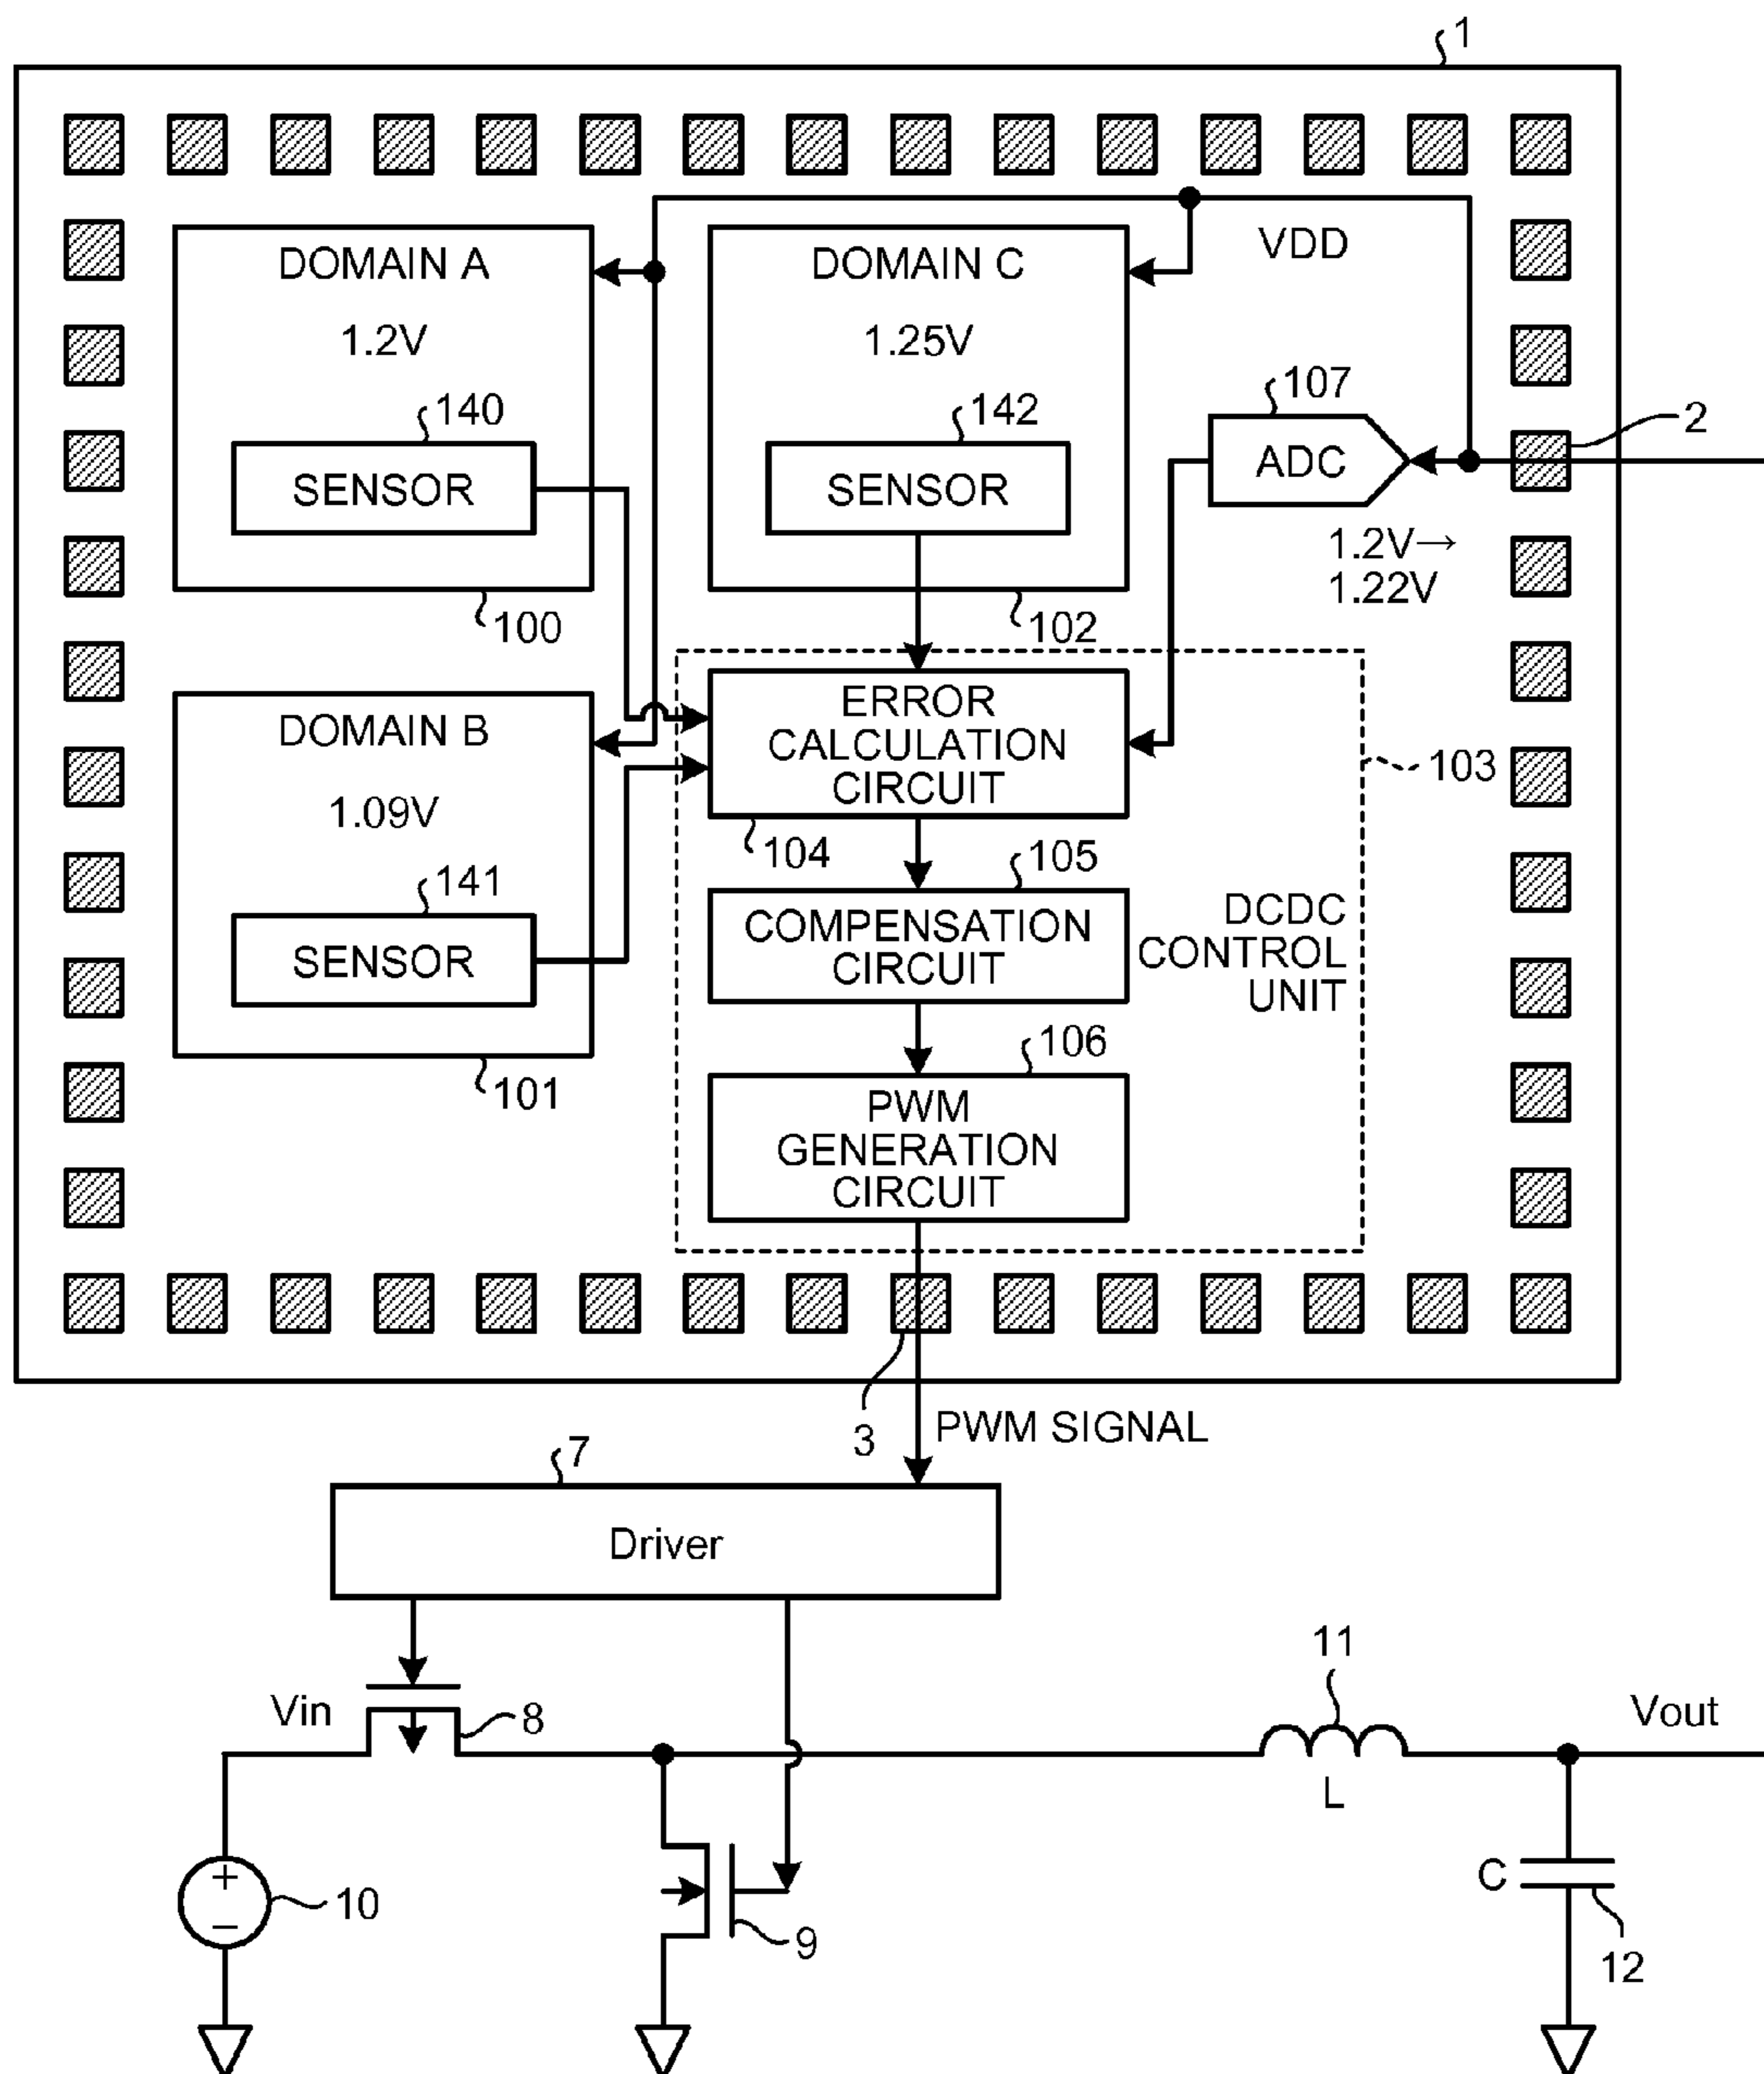 1
DOMAIN A
1.2V
140
SENSOR
100
DOMAIN C
1.25V
142
SENSOR
102
VDD
107
ADC
2
1.2V→
1.22V
DOMAIN B
1.09V
141
SENSOR
101
ERROR
CALCULATION
CIRCUIT
104
103
105
COMPENSATION
CIRCUIT
DCDC
CONTROL
UNIT
106
PWM
GENERATION
CIRCUIT
3
PWM SIGNAL
7
Driver
Vin
8
11
L
Vout
+
−
10
9
C
12